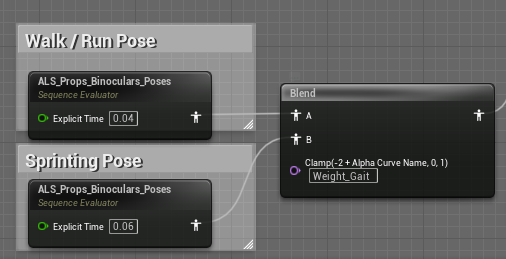 Walk / Run Pose
ALS_Props_Binoculars_Poses
Sequence Evaluator
Explicit Time 0.04
Sprinting Pose
ALS_Props_Binoculars_Poses
Sequence Evaluator
Explicit Time 0.06
Blend
A
B
Clamp(-2 + Alpha Curve Name, 0, 1)
Weight_Gait